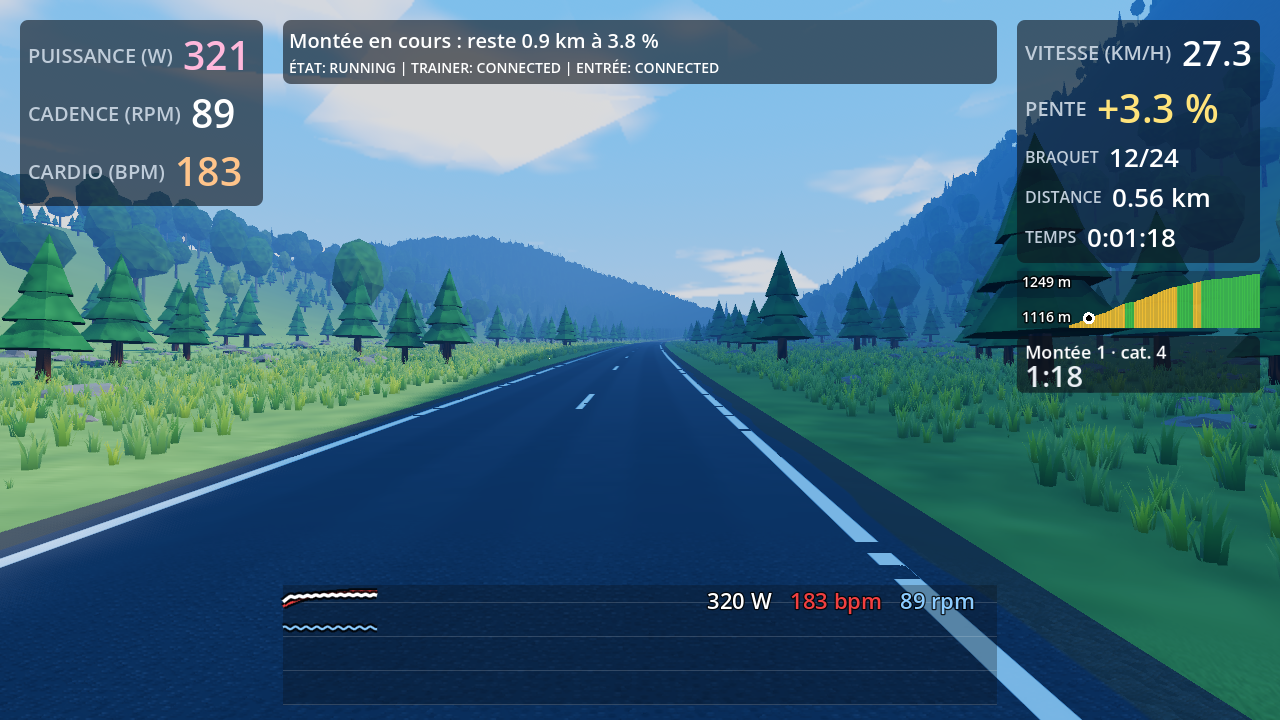 PUISSANCE (W) 321
CADENCE (RPM) 89
CARDIO (BPM) 183
Montée en cours : reste 0.9 km à 3.8 %
ÉTAT: RUNNING | TRAINER: CONNECTED | ENTRÉE: CONNECTED
VITESSE (KM/H) 27.3
PENTE +3.3 %
BRAQUET 12/24
DISTANCE 0.56 km
TEMPS 0:01:18
1249 m
1116 m
Montée 1 · cat. 4
1:18
320 W 183 bpm 89 rpm